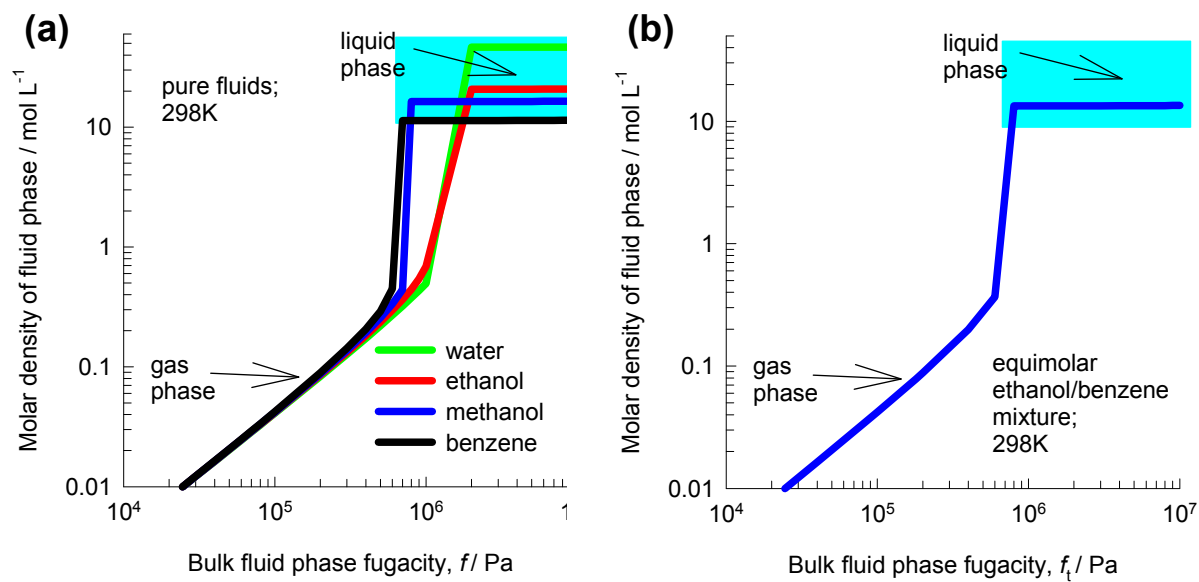 (a)
Molar density of fluid phase / mol L⁻¹
10
1
0.1
0.01
pure fluids;
298K
liquid
phase
gas
phase
water
ethanol
methanol
benzene
10⁴
10⁵
10⁶
1
Bulk fluid phase fugacity, f / Pa
(b)
Molar density of fluid phase / mol L⁻¹
10
1
0.1
0.01
liquid
phase
gas
phase
equimolar
ethanol/benzene
mixture;
298K
10⁴
10⁵
10⁶
10⁷
Bulk fluid phase fugacity, fₜ / Pa